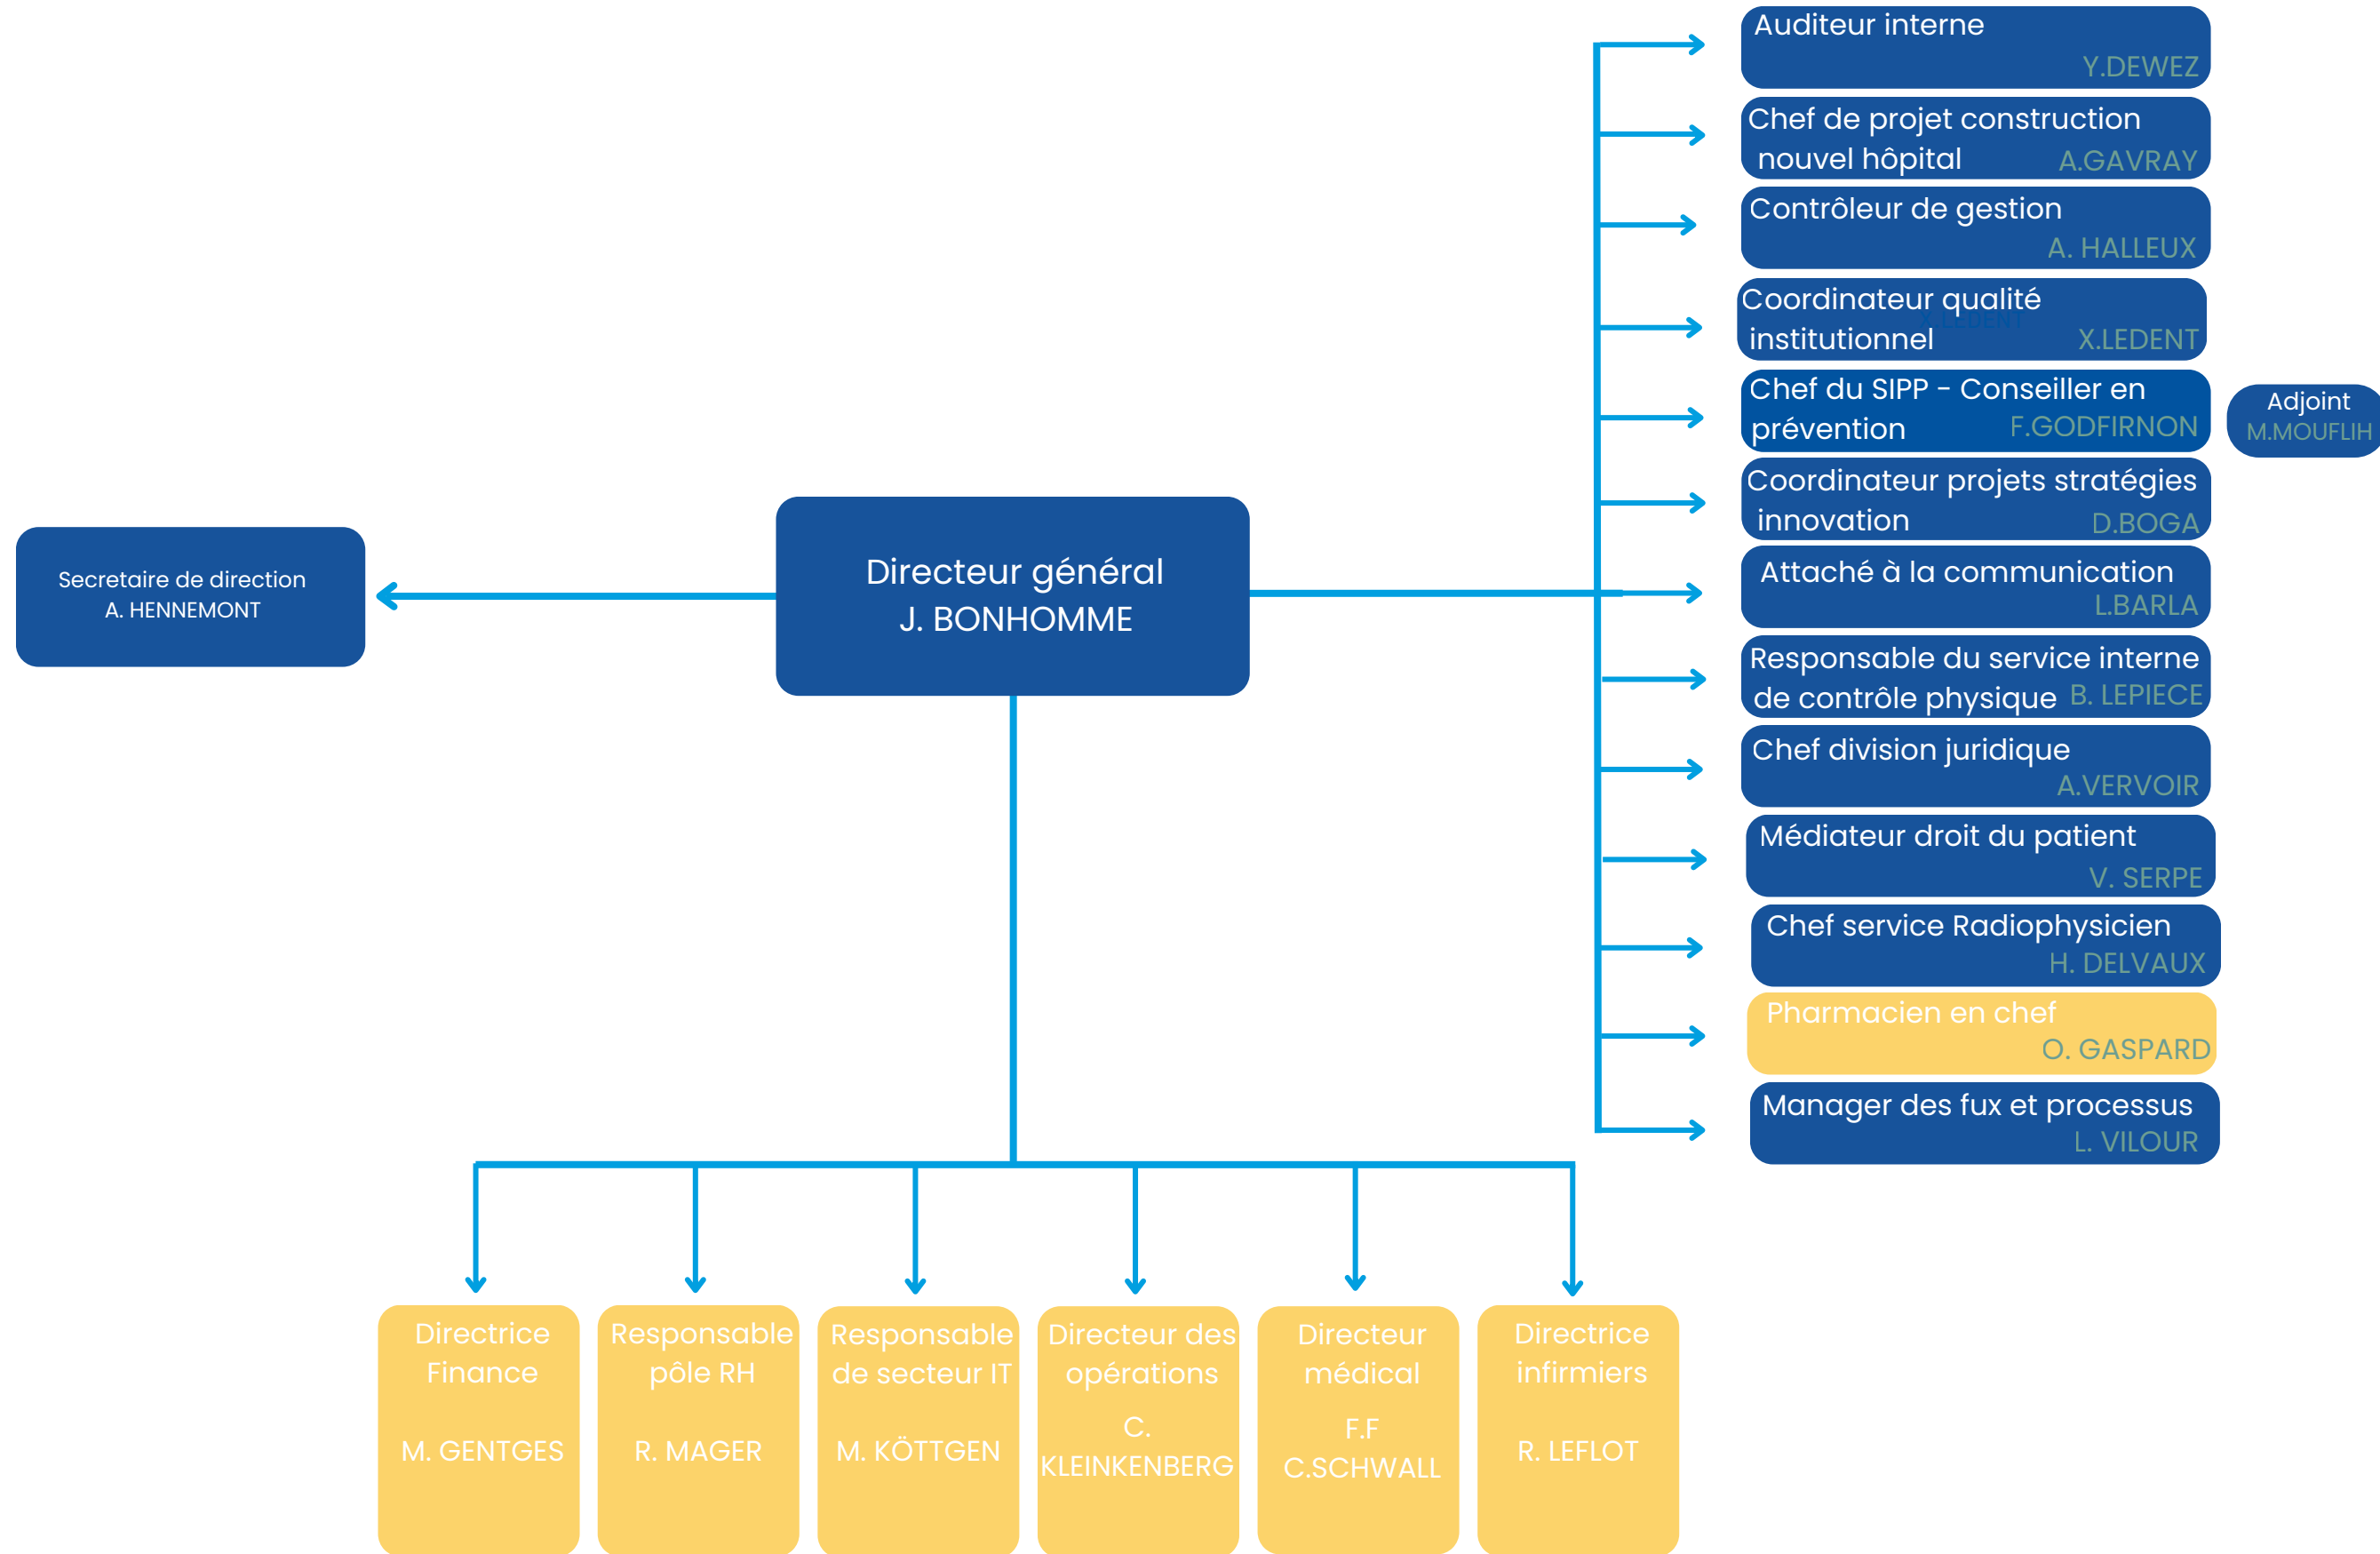 Auditeur interne
Y.DEWEZ
Chef de projet construction
nouvel hôpital A.GAVRAY
Contrôleur de gestion
A. HALLEUX
Coordinateur qualité
institutionnel X.LEDENT
Chef du SIPP - Conseiller en
prévention F.GODFIRNON
Adjoint
M.MOUFLIH
Coordinateur projets stratégies
innovation D.BOGA
Attaché à la communication
L.BARLA
Responsable du service interne
de contrôle physique B. LEPIECE
Chef division juridique
A.VERVOIR
Médiateur droit du patient
V. SERPE
Chef service Radiophysicien
H. DELVAUX
Pharmacien en chef
O. GASPARD
Manager des fux et processus
L. VILOUR
Directeur général
J. BONHOMME
Secretaire de direction
A. HENNEMONT
Directrice
Finance
M. GENTGES
Responsable
pôle RH
R. MAGER
Responsable
de secteur IT
M. KÖTTGEN
Directeur des
opérations
C.
KLEINKENBERG
Directeur
médical
F.F
C.SCHWALL
Directrice
infirmiers
R. LEFLOT